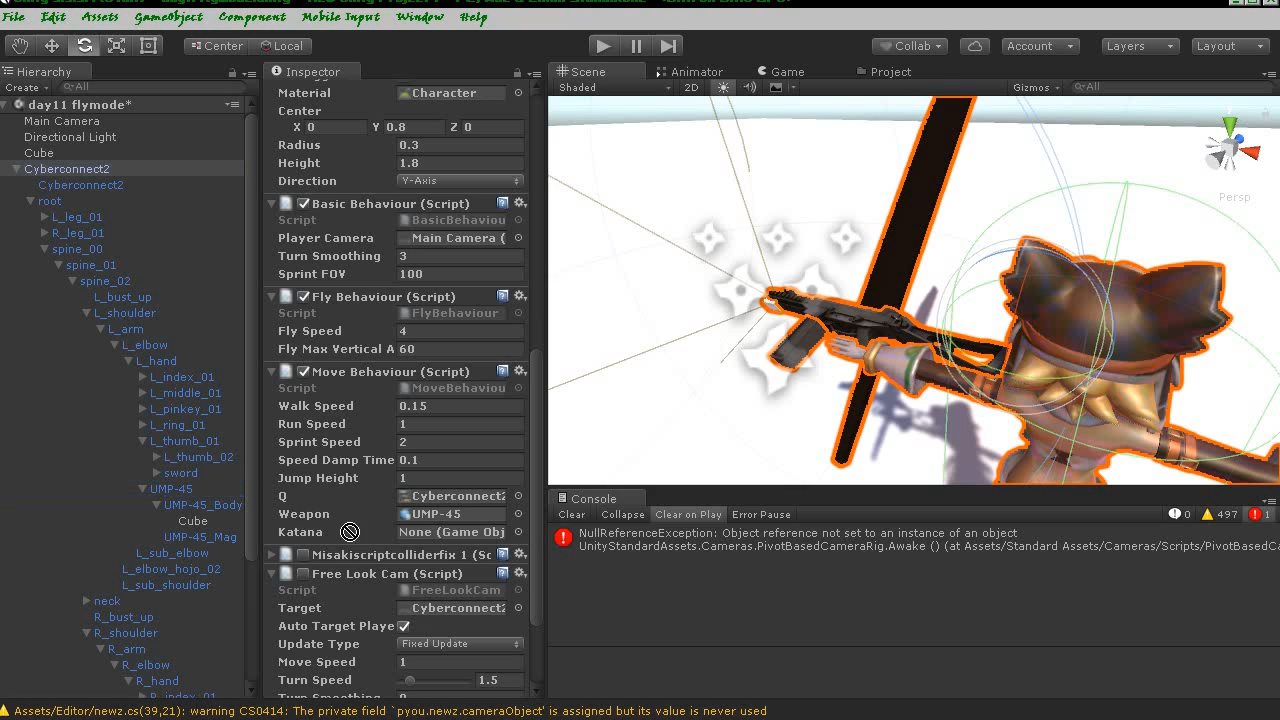 File Edit Assets GameObject Component Mobile Input Window Help
Center Local Collab Account Layers Layout
Hierarchy
Create All
day11 flymode*
Main Camera
Directional Light
Cube
Cyberconnect2
Cyberconnect2
root
L_leg_01
R_leg_01
spine_00
spine_01
spine_02
L_bust_up
L_shoulder
L_arm
L_elbow
L_hand
L_index_01
L_middle_01
L_pinkey_01
L_ring_01
L_thumb_01
L_thumb_02
sword
UMP-45
UMP-45_Body
Cube
UMP-45_Mag
L_sub_elbow
L_elbow_hojo_02
L_sub_shoulder
neck
R_bust_up
R_shoulder
R_arm
R_elbow
R_hand
R_index_01
Inspector
Material Character
Center
X 0 Y 0.8 Z 0
Radius 0.3
Height 1.8
Direction Y-Axis
Basic Behaviour (Script)
Script BasicBehaviou
Player Camera Main Camera (
Turn Smoothing 3
Sprint FOV 100
Fly Behaviour (Script)
Script FlyBehaviour
Fly Speed 4
Fly Max Vertical A 60
Move Behaviour (Script)
Script MoveBehaviou
Walk Speed 0.15
Run Speed 1
Sprint Speed 2
Speed Damp Time 0.1
Jump Height 1
Q Cyberconnect2
Weapon UMP-45
Katana None (Game Obj
Misakiscriptcolliderfix 1 (Sc
Free Look Cam (Script)
Script FreeLookCam
Target Cyberconnect2
Auto Target Playe
Update Type Fixed Update
Move Speed 1
Turn Speed 1.5
Turn Smoothing
Scene Animator Game Project
Shaded 2D Gizmos All
y
Persp
Console
Clear Collapse Clear on Play Error Pause 0 497 1
NullReferenceException: Object reference not set to an instance of an object
UnityStandardAssets.Cameras.PivotBasedCameraRig.Awake () (at Assets/Standard Assets/Cameras/Scripts/PivotBasedCa
Assets/Editor/newz.cs(39,21): warning CS0414: The private field `pyou.newz.cameraObject' is assigned but its value is never used